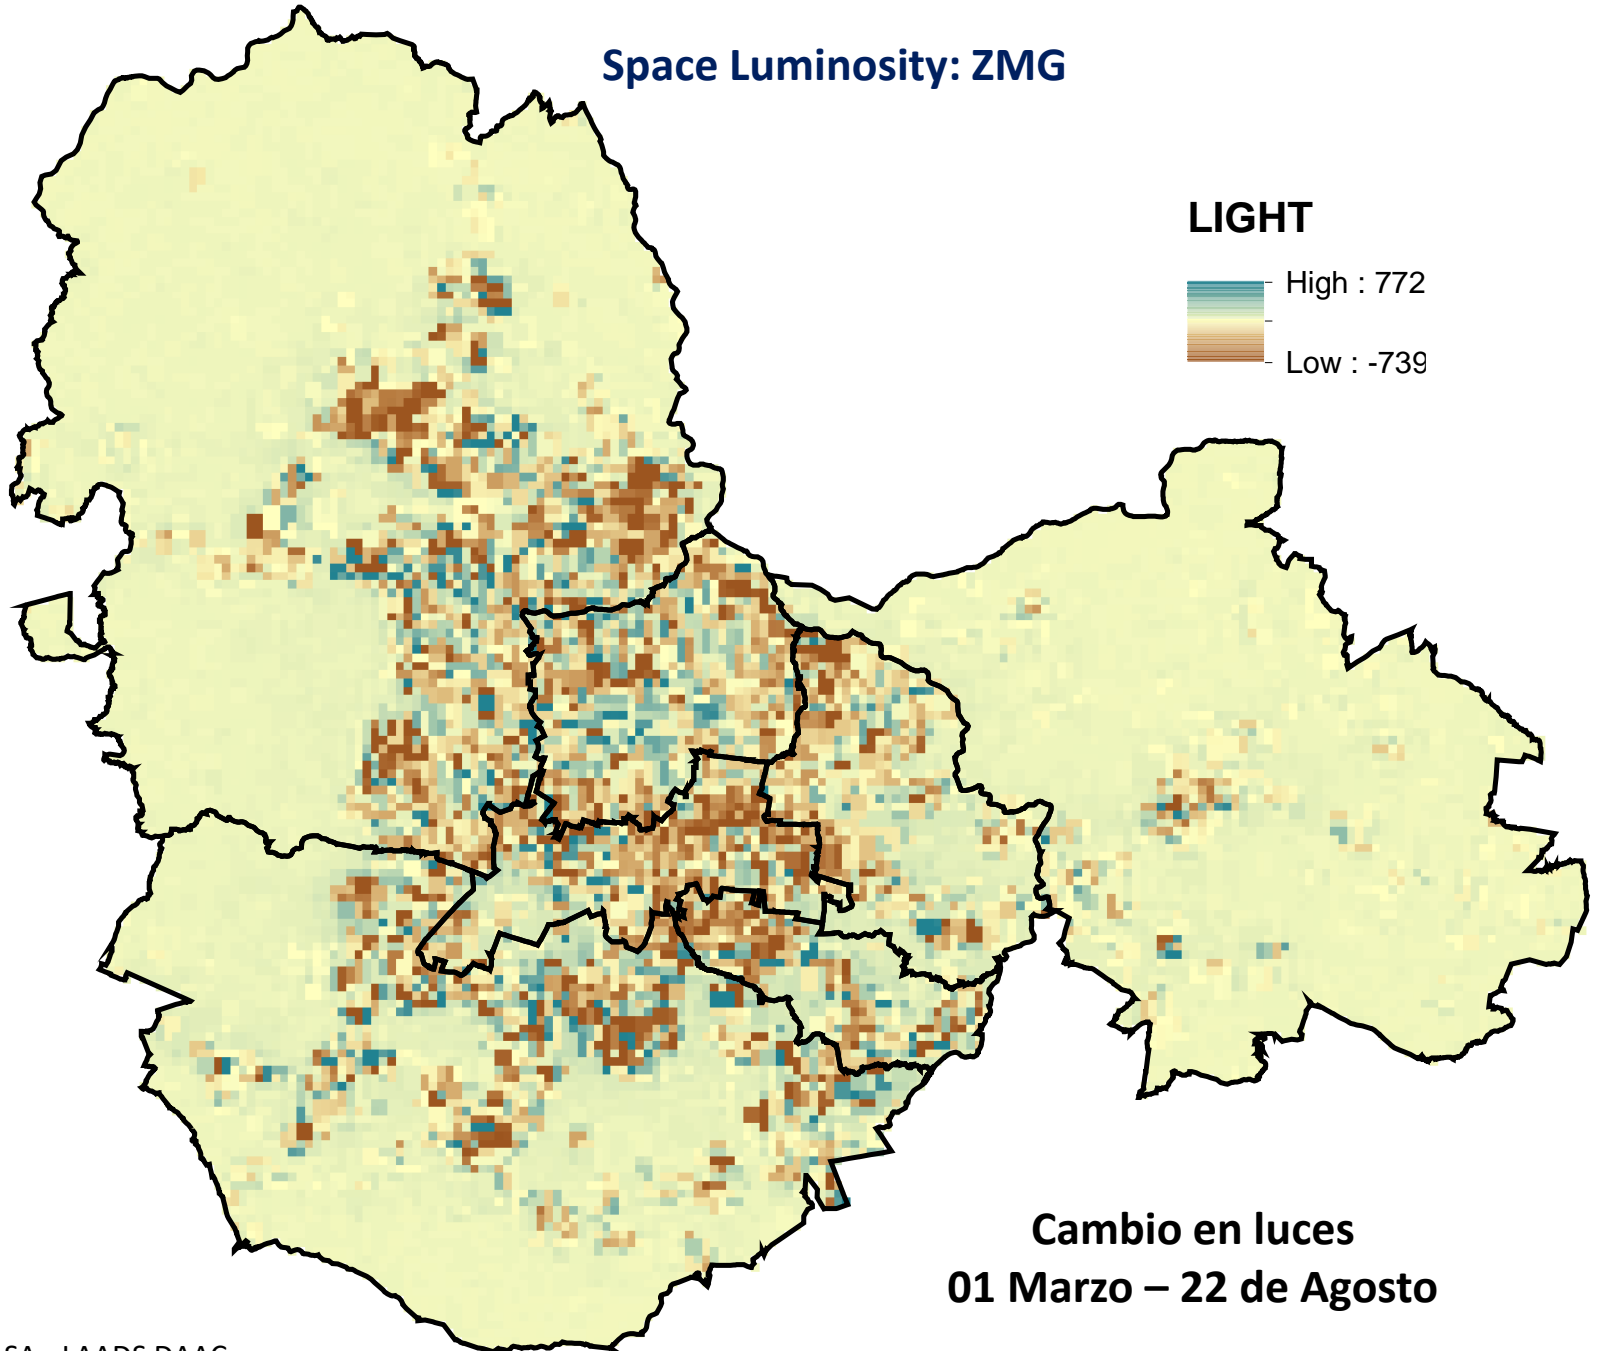 Space Luminosity: ZMG
LIGHT
High : 772
Low : -739
Cambio en luces
01 Marzo – 22 de Agosto